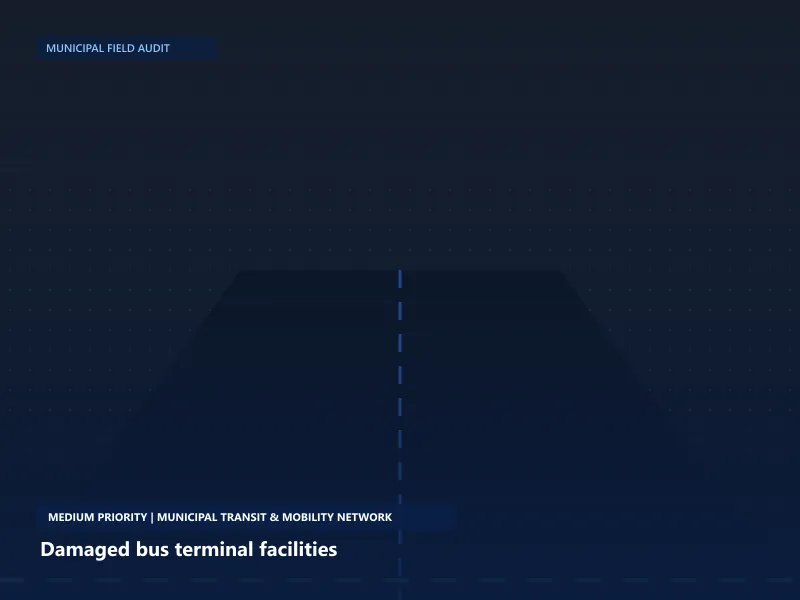 MUNICIPAL FIELD AUDIT
MEDIUM PRIORITY | MUNICIPAL TRANSIT & MOBILITY NETWORK
Damaged bus terminal facilities